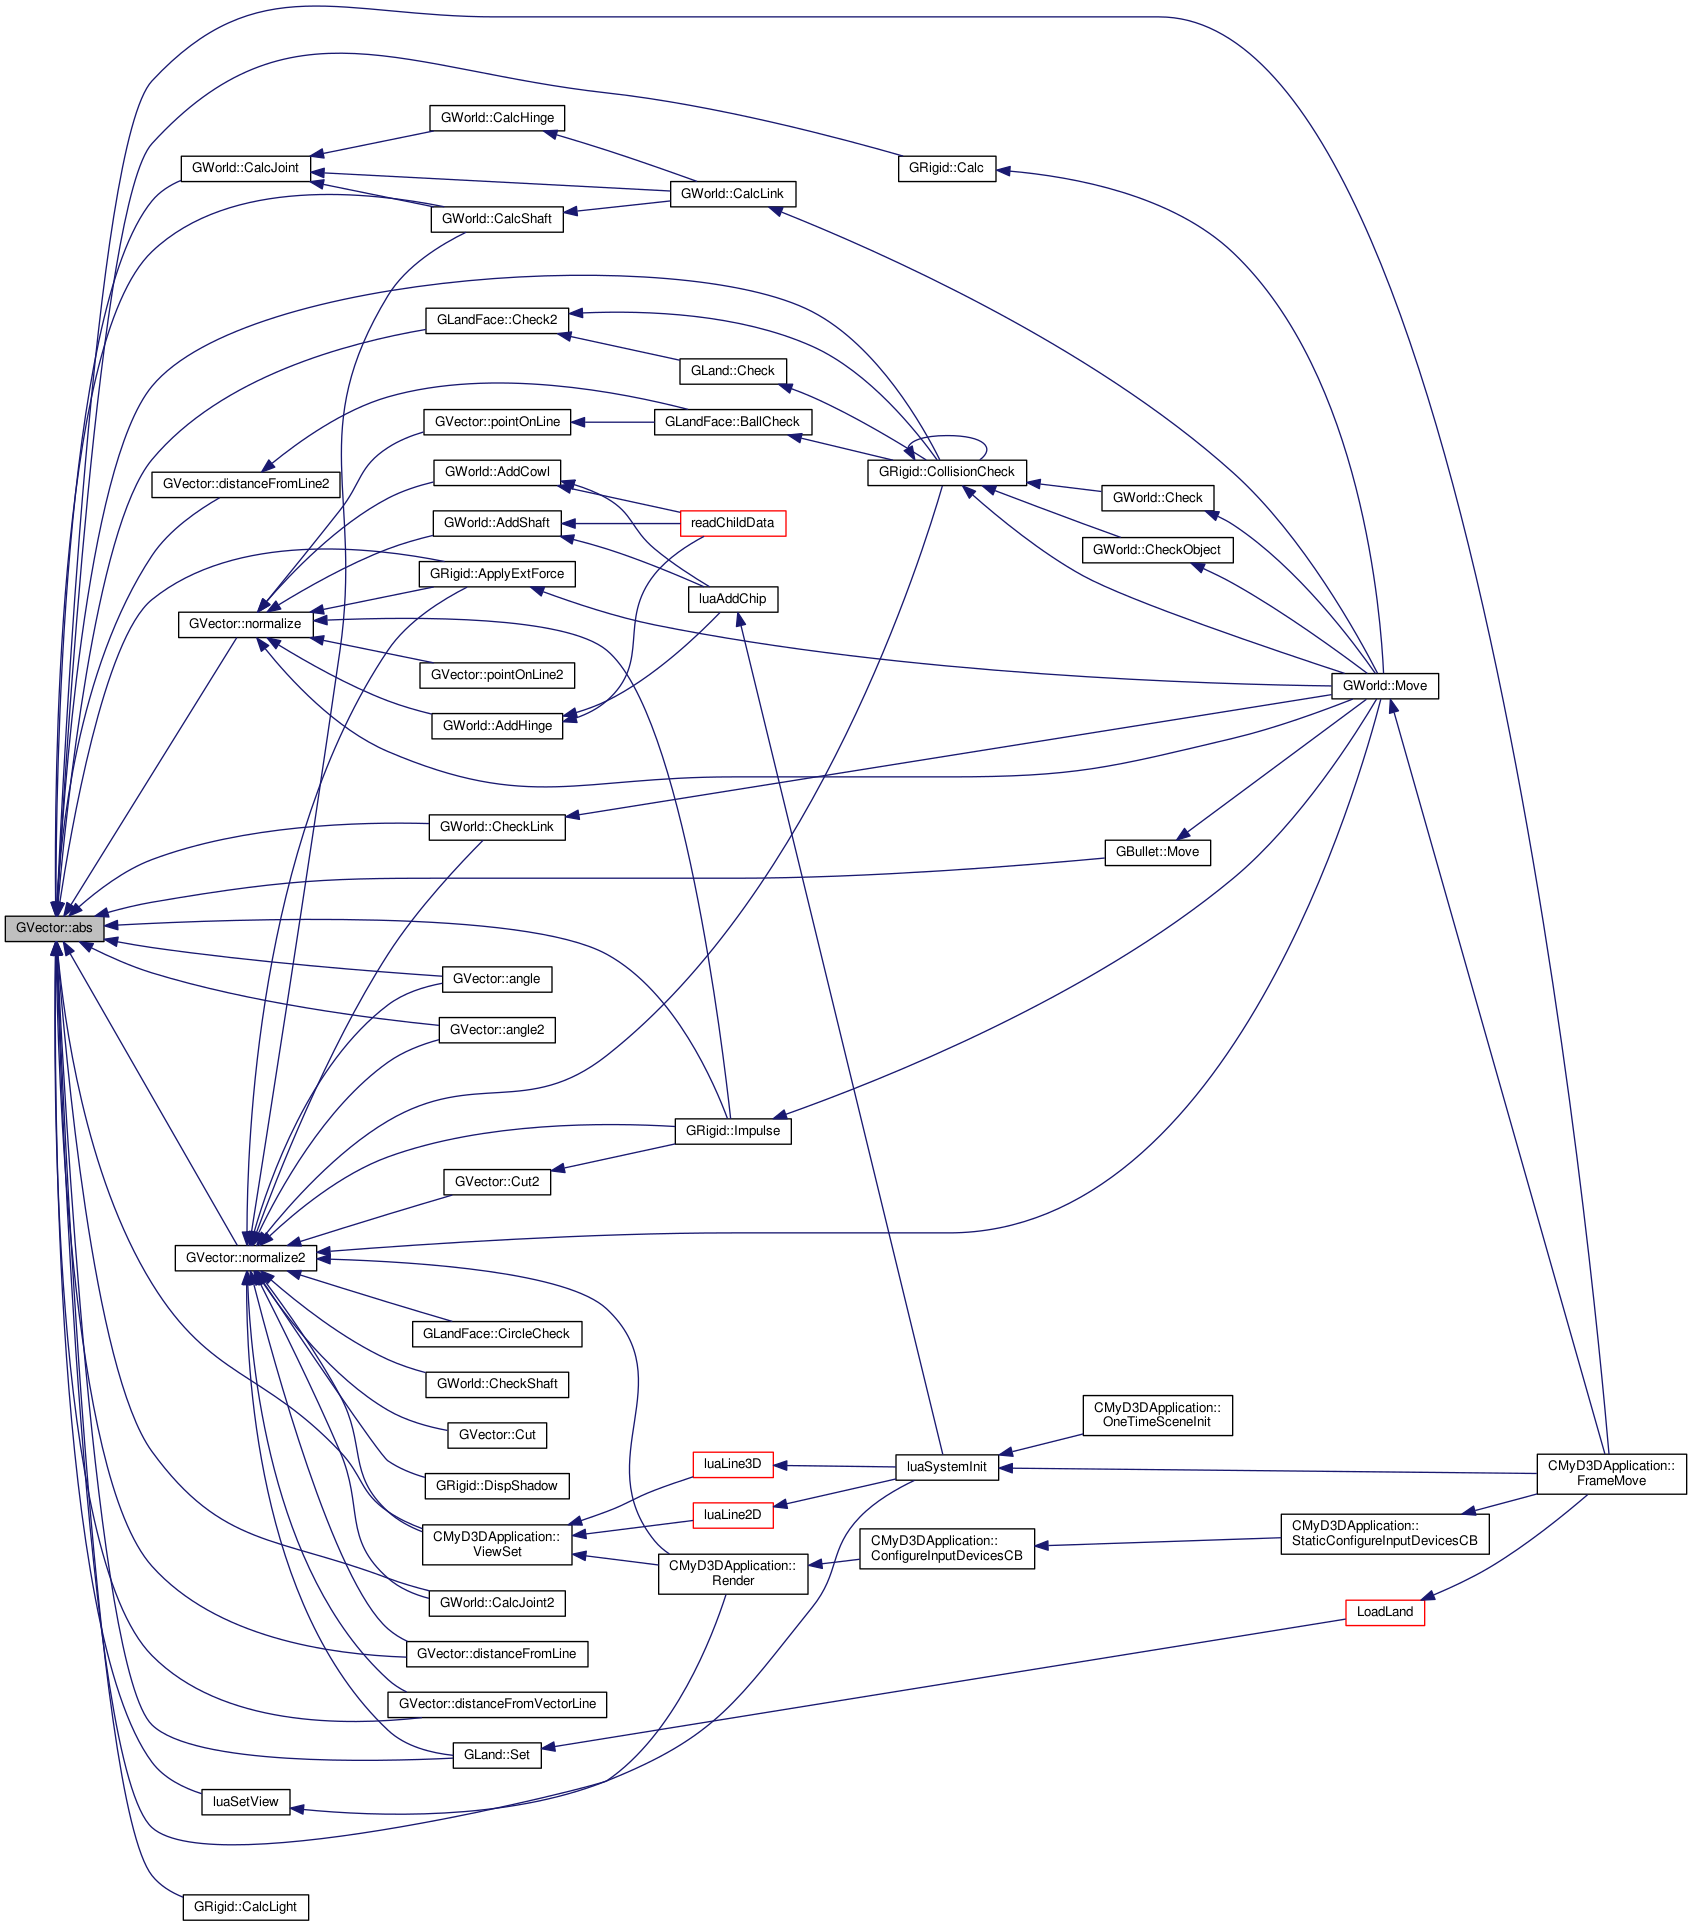 GWorld::CalcHinge
GWorld::CalcJoint
GRigid::Calc
GWorld::CalcLink
GWorld::CalcShaft
GLandFace::Check2
GLand::Check
GVector::pointOnLine
GLandFace::BallCheck
GWorld::AddCowl
GRigid::CollisionCheck
GVector::distanceFromLine2
GWorld::Check
GWorld::AddShaft
readChildData
GWorld::CheckObject
GRigid::ApplyExtForce
luaAddChip
GVector::normalize
GVector::pointOnLine2
GWorld::Move
GWorld::AddHinge
GWorld::CheckLink
GBullet::Move
GVector::abs
GVector::angle
GVector::angle2
GRigid::Impulse
GVector::Cut2
GVector::normalize2
GLandFace::CircleCheck
GWorld::CheckShaft
CMyD3DApplication::
OneTimeSceneInit
GVector::Cut
luaLine3D
luaSystemInit
CMyD3DApplication::
FrameMove
GRigid::DispShadow
luaLine2D
CMyD3DApplication::
StaticConfigureInputDevicesCB
CMyD3DApplication::
ViewSet
CMyD3DApplication::
ConfigureInputDevicesCB
CMyD3DApplication::
Render
GWorld::CalcJoint2
LoadLand
GVector::distanceFromLine
GVector::distanceFromVectorLine
GLand::Set
luaSetView
GRigid::CalcLight